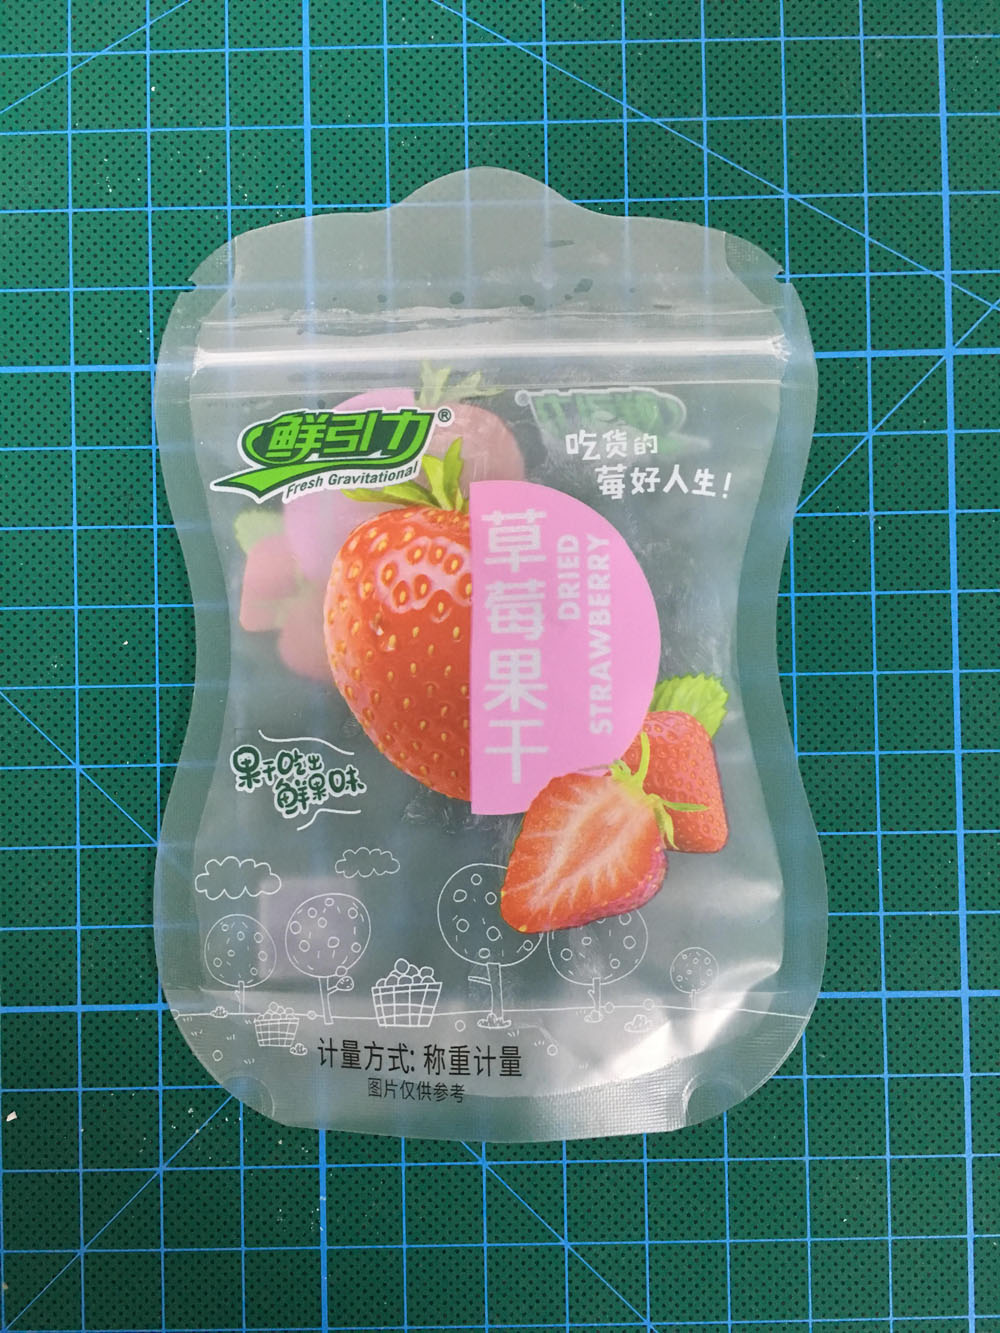 鲜引力®
Fresh Gravitational
吃货的
莓好人生!
草莓果干
DRIED
STRAWBERRY
果干吃出
鲜果味
计量方式: 称重计量
图片仅供参考